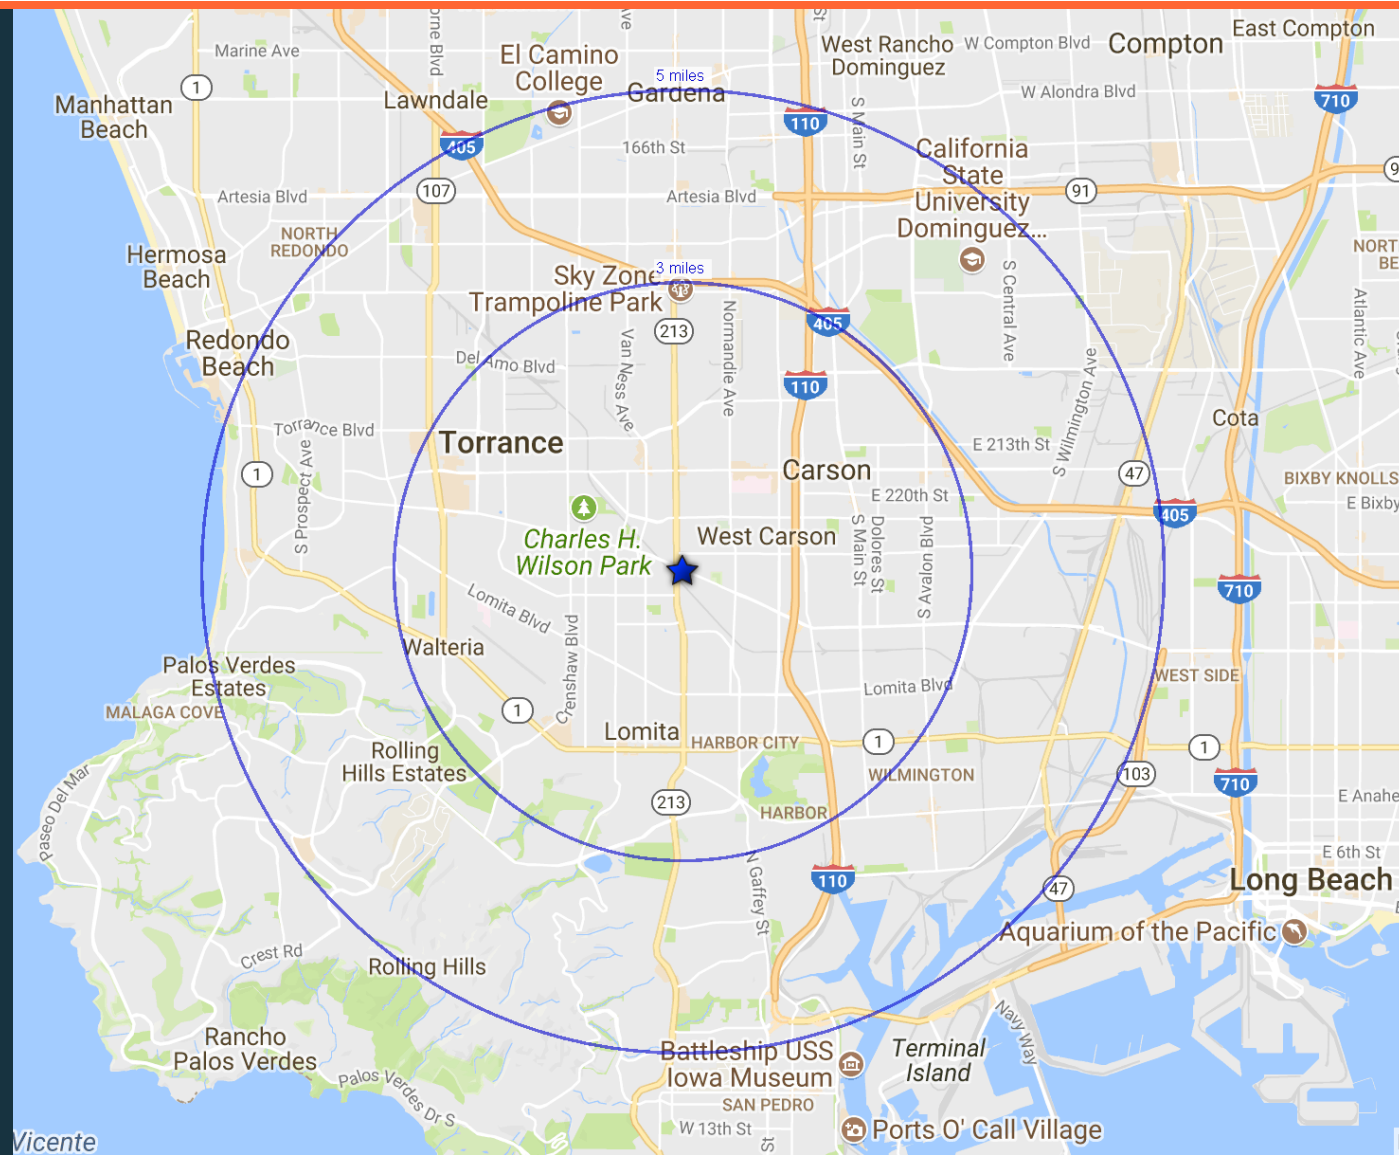 Marine Ave
orne Blvd
Ave
St
El Camino
College
West Rancho
Dominguez
W Compton Blvd
Compton
East Compton
1
Manhattan
Beach
Lawndale
5 miles
Gardena
110
S Main St
W Alondra Blvd
710
405
166th St
California
State
University
Dominguez...
Artesia Blvd
107
Artesia Blvd
91
9
NORTH
REDONDO
Hermosa
Beach
Sky Zone
Trampoline Park
3 miles
S Central Ave
NORT
BE
Atlantic Ave
213
Normandie Ave
Van Ness Ave
405
Redondo
Beach
Del Amo Blvd
110
S Wilmington Ave
Torrance Blvd
Torrance
Cota
E 213th St
1
S Prospect Ave
Carson
47
BIXBY KNOLLS
E 220th St
E Bixby
405
Charles H.
Wilson Park
West Carson
S Main St
Dolores St
S Avalon Blvd
710
Lomita Blvd
Walteria
Crenshaw Blvd
Palos Verdes
Estates
MALAGA COVE
Lomita Blvd
WEST SIDE
1
Lomita
HARBOR CITY
1
1
Rolling
Hills Estates
WILMINGTON
103
710
Paseo Del Mar
213
HARBOR
E Anahe
E 6th St
N Gaffey St
110
47
Long Beach
Aquarium of the Pacific
Crest Rd
Rolling Hills
Navy Way
Rancho
Palos Verdes
Battleship USS
Iowa Museum
Terminal
Island
Palos Verdes Dr S
SAN PEDRO
W 13th St
St
Ports O' Call Village
Vicente